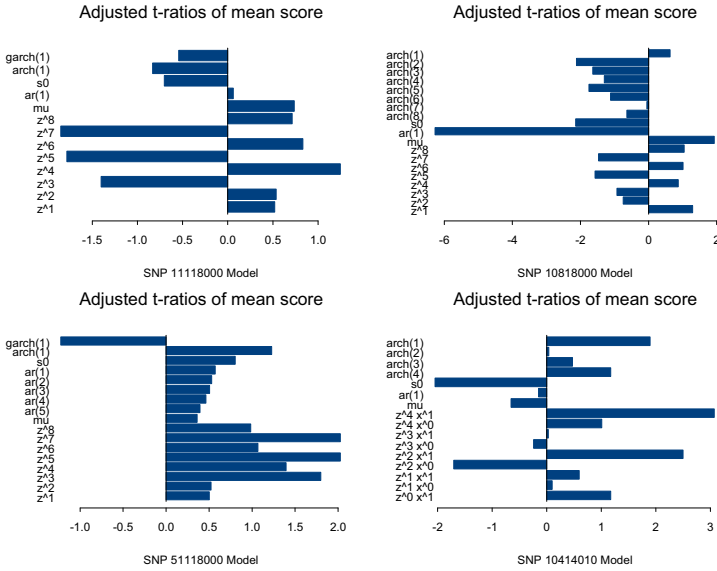 Adjusted t-ratios of mean score
garch(1)
arch(1)
s0
ar(1)
mu
z^8
z^7
z^6
z^5
z^4
z^3
z^2
z^1
-1.5 -1.0 -0.5 0.0 0.5 1.0
SNP 11118000 Model
Adjusted t-ratios of mean score
arch(1)
arch(2)
arch(3)
arch(4)
arch(5)
arch(6)
arch(7)
arch(8)
s0
ar(1)
mu
z^8
z^7
z^6
z^5
z^4
z^3
z^2
z^1
-6 -4 -2 0 2
SNP 10818000 Model
Adjusted t-ratios of mean score
garch(1)
arch(1)
s0
ar(1)
ar(2)
ar(3)
ar(4)
ar(5)
mu
z^8
z^7
z^6
z^5
z^4
z^3
z^2
z^1
-1.0 -0.5 0.0 0.5 1.0 1.5 2.0
SNP 51118000 Model
Adjusted t-ratios of mean score
arch(1)
arch(2)
arch(3)
arch(4)
s0
ar(1)
mu
z^4 x^1
z^4 x^0
z^3 x^1
z^3 x^0
z^2 x^1
z^2 x^0
z^1 x^1
z^1 x^0
z^0 x^1
-2 -1 0 1 2 3
SNP 10414010 Model